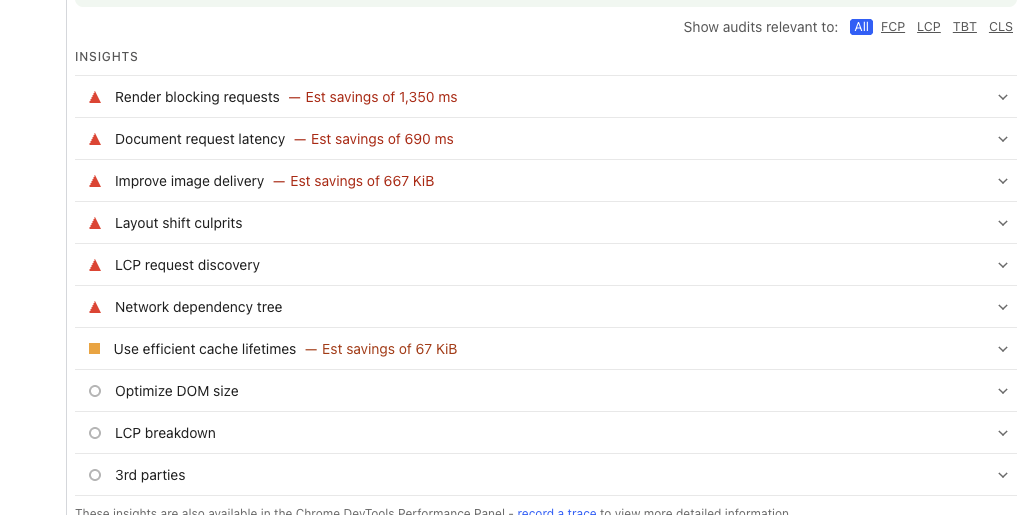 Show audits relevant to: All FCP LCP TBT CLS
INSIGHTS
Render blocking requests — Est savings of 1,350 ms
Document request latency — Est savings of 690 ms
Improve image delivery — Est savings of 667 KiB
Layout shift culprits
LCP request discovery
Network dependency tree
Use efficient cache lifetimes — Est savings of 67 KiB
Optimize DOM size
LCP breakdown
3rd parties
These insights are also available in the Chrome DevTools Performance Panel - record a trace to view more detailed information.